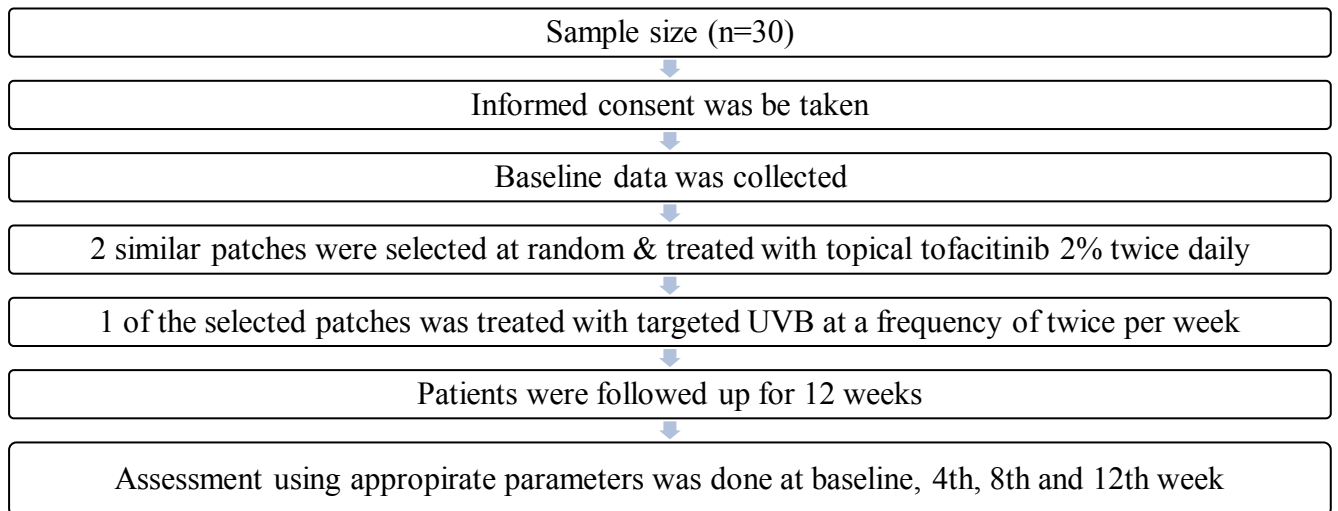 Sample size (n=30)
Informed consent was be taken
Baseline data was collected
2 similar patches were selected at random & treated with topical tofacitinib 2% twice daily
1 of the selected patches was treated with targeted UVB at a frequency of twice per week
Patients were followed up for 12 weeks
Assessment using appropirate parameters was done at baseline, 4th, 8th and 12th week